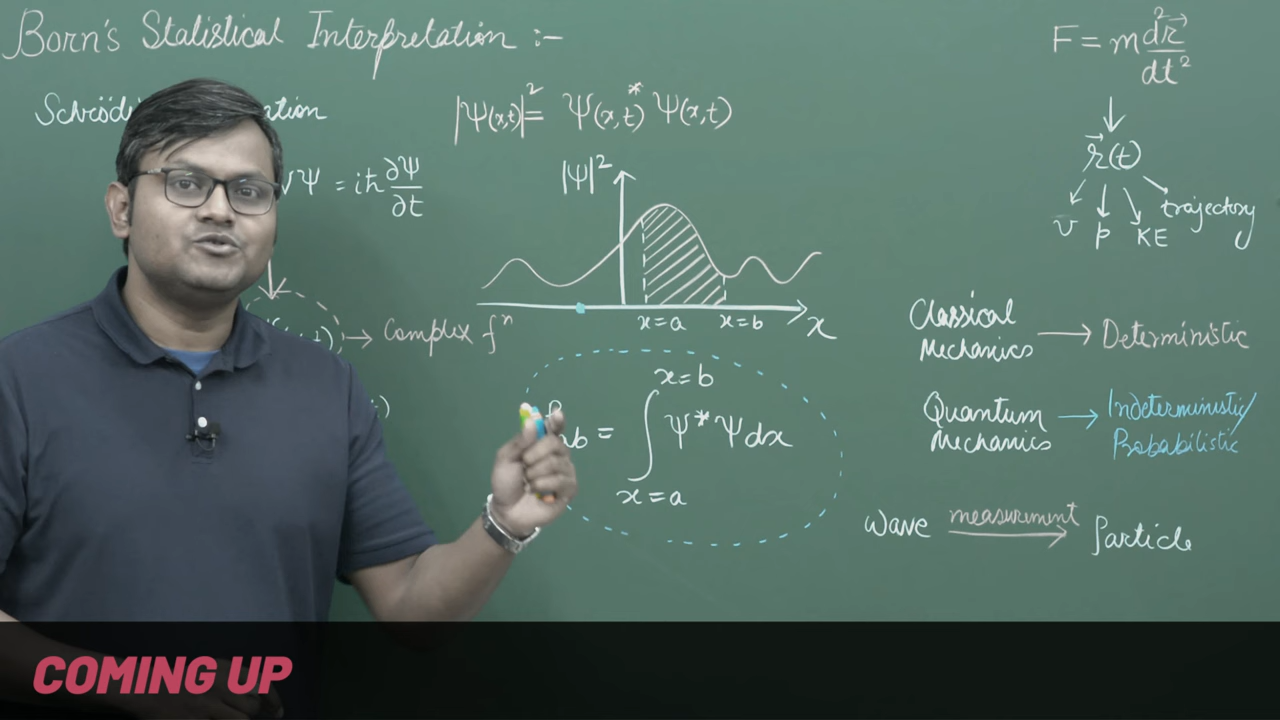 Born's Statistical Interpretation :-
|Ψ(x,t)|² = Ψ(x,t)* Ψ(x,t)
Ψ = iħ ∂Ψ/∂t
|Ψ|²
x=a x=b x
→ Complex fⁿ
x=b
ab = ∫ Ψ* Ψ dx
x=a
F = m d²r⃗/dt²
↓
r⃗(t)
v p KE trajectory
Classical Mechanics → Deterministic
Quantum Mechanics → Indeterministic/
Probabilistic
Wave measurement→ Particle
COMING UP